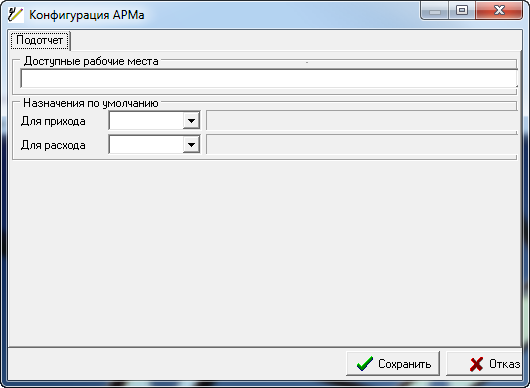 Конфигурация АРМа
Подотчет
Доступные рабочие места
Назначения по умолчанию
Для прихода
Для расхода
Сохранить
Отказ